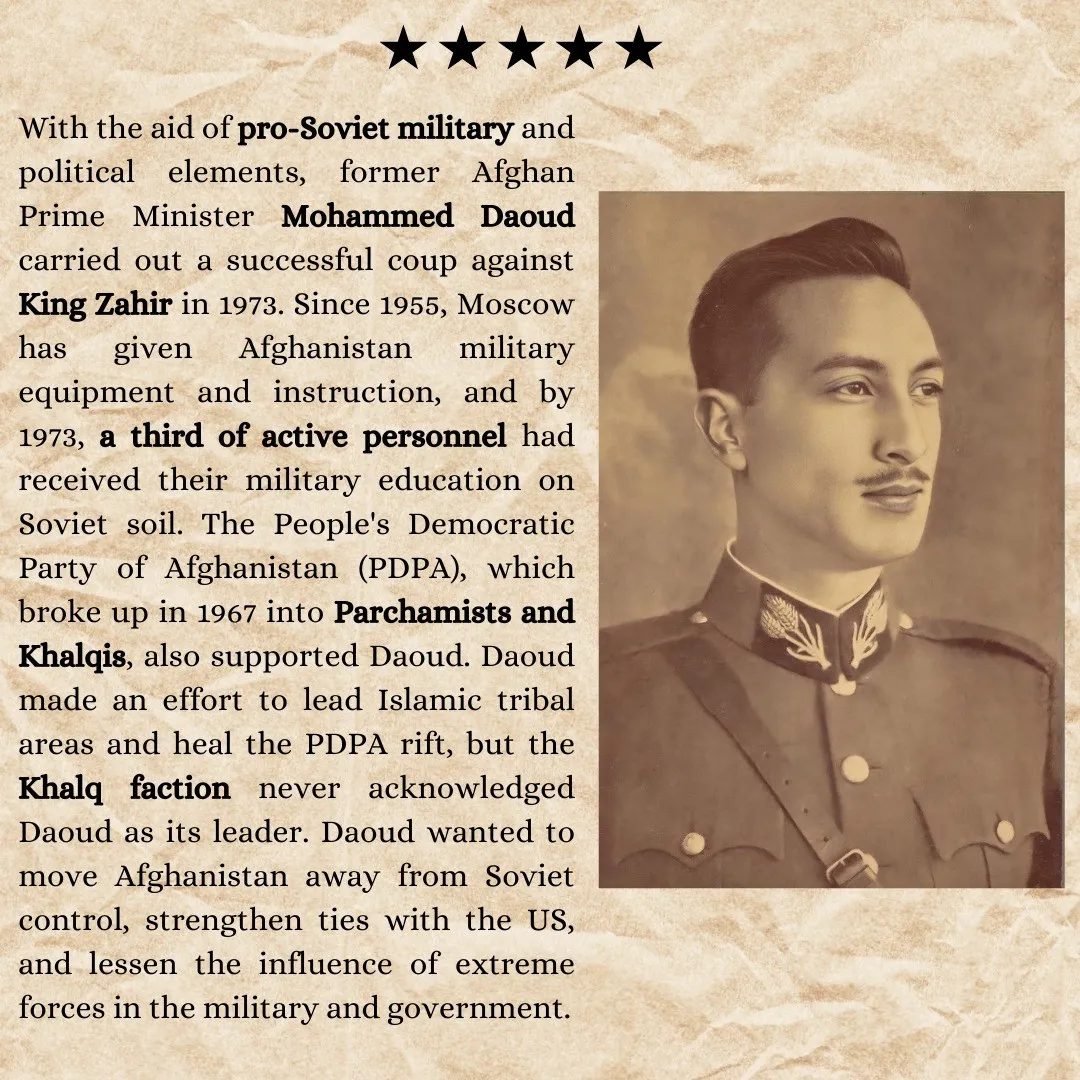 With the aid of pro-Soviet military and
political elements, former Afghan
Prime Minister Mohammed Daoud
carried out a successful coup against
King Zahir in 1973. Since 1955, Moscow
has given Afghanistan military
equipment and instruction, and by
1973, a third of active personnel had
received their military education on
Soviet soil. The People's Democratic
Party of Afghanistan (PDPA), which
broke up in 1967 into Parchamists and
Khalqis, also supported Daoud. Daoud
made an effort to lead Islamic tribal
areas and heal the PDPA rift, but the
Khalq faction never acknowledged
Daoud as its leader. Daoud wanted to
move Afghanistan away from Soviet
control, strengthen ties with the US,
and lessen the influence of extreme
forces in the military and government.